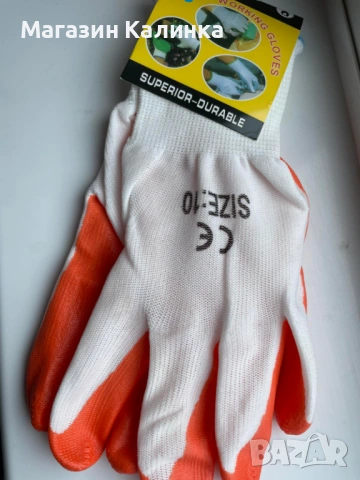 Магазин Калинка
WORKING GLOVES
SUPERIOR-DURABLE
CE
SIZE:10
BAZAR